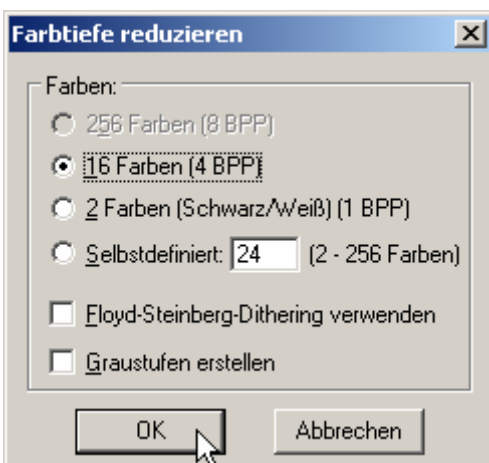 Farbtiefe reduzieren
Farben:
256 Farben (8 BPP)
16 Farben (4 BPP)
2 Farben (Schwarz/Weiß) (1 BPP)
Selbstdefiniert: 24 (2 - 256 Farben)
Floyd-Steinberg-Dithering verwenden
Graustufen erstellen
OK Abbrechen